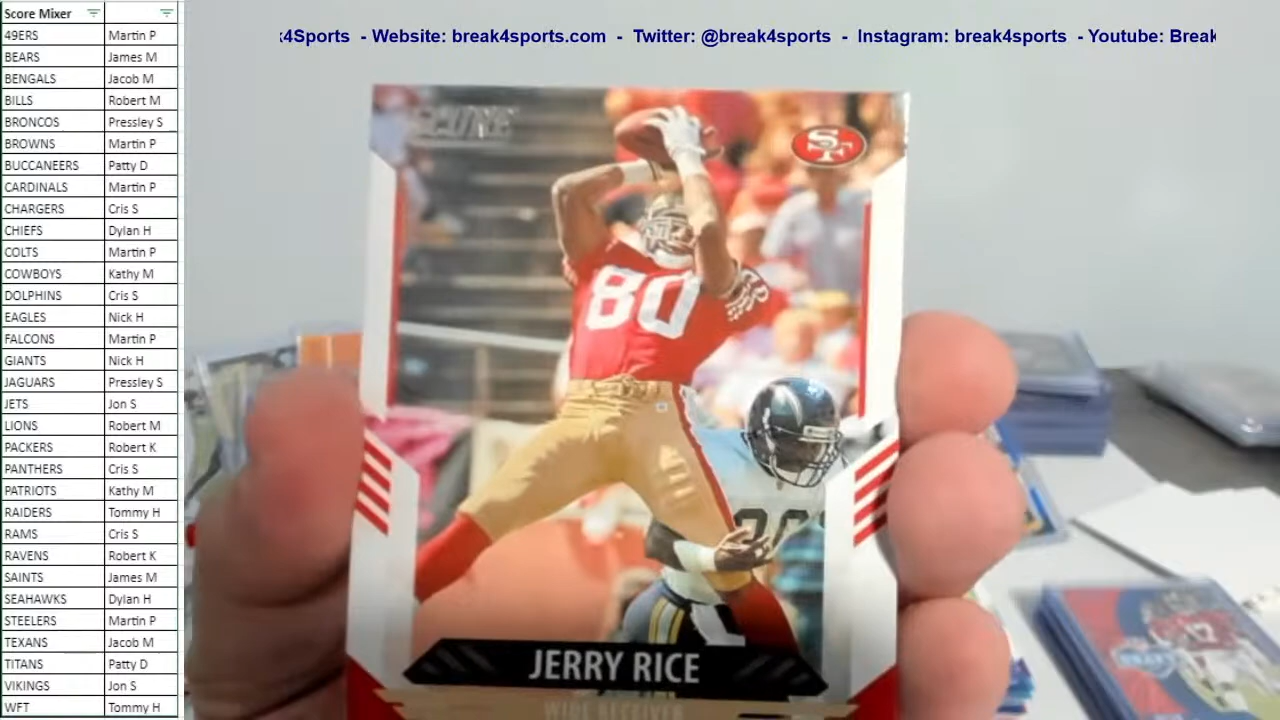 Score Mixer
49ERS Martin P
BEARS James M
BENGALS Jacob M
BILLS Robert M
BRONCOS Pressley S
BROWNS Martin P
BUCCANEERS Patty D
CARDINALS Martin P
CHARGERS Cris S
CHIEFS Dylan H
COLTS Martin P
COWBOYS Kathy M
DOLPHINS Cris S
EAGLES Nick H
FALCONS Martin P
GIANTS Nick H
JAGUARS Pressley S
JETS Jon S
LIONS Robert M
PACKERS Robert K
PANTHERS Cris S
PATRIOTS Kathy M
RAIDERS Tommy H
RAMS Cris S
RAVENS Robert K
SAINTS James M
SEAHAWKS Dylan H
STEELERS Martin P
TEXANS Jacob M
TITANS Patty D
VIKINGS Jon S
WFT Tommy H
k4Sports - Website: break4sports.com - Twitter: @break4sports - Instagram: break4sports - Youtube: Break
SCORE
SF
80
JERRY RICE
WIDE RECEIVER